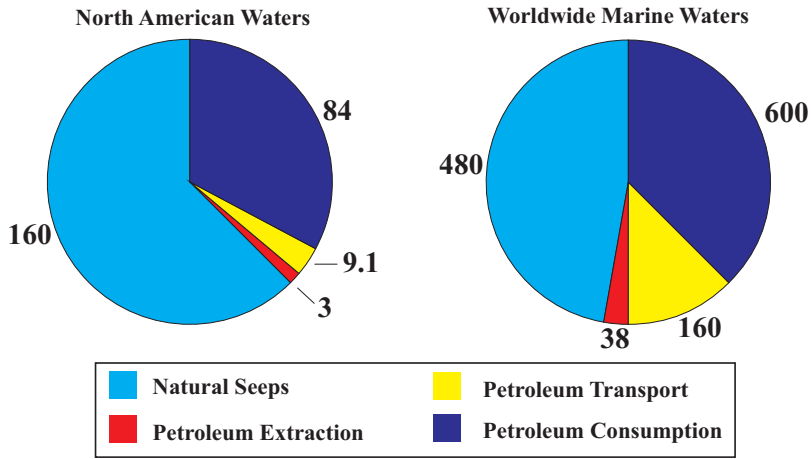 North American Waters
84
9.1
3
160
Worldwide Marine Waters
600
160
38
480
Natural Seeps
Petroleum Extraction
Petroleum Transport
Petroleum Consumption